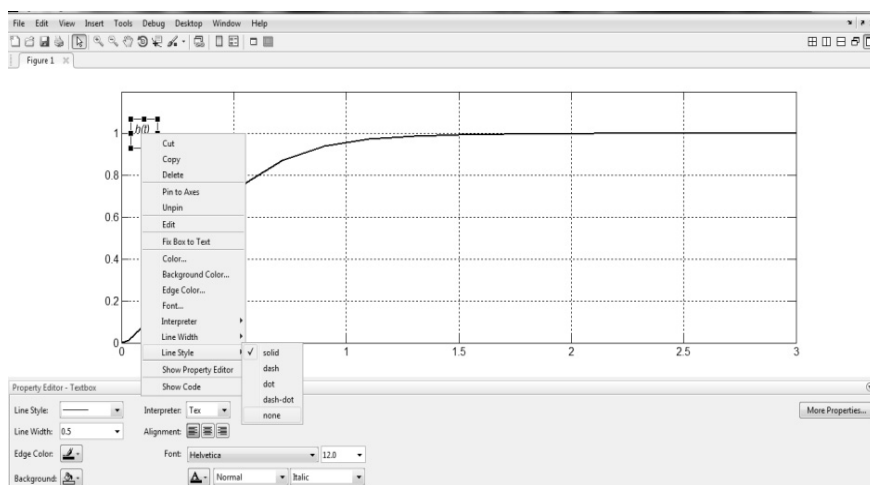 File Edit View Insert Tools Debug Desktop Window Help
Figure 1
1
h(t)
0.8
0.6
0.4
0.2
0
0 1 1.5 2 2.5 3
Cut
Copy
Delete
Pin to Axes
Unpin
Edit
Fix Box to Text
Color...
Background Color...
Edge Color...
Font...
Interpreter
Line Width
Line Style
Show Property Editor
Show Code
solid
dash
dot
dash-dot
none
Property Editor - Textbox
Line Style: Interpreter: Tex More Properties...
Line Width: 0.5 Alignment:
Edge Color: Font: Helvetica 12.0
Background: A Normal Italic